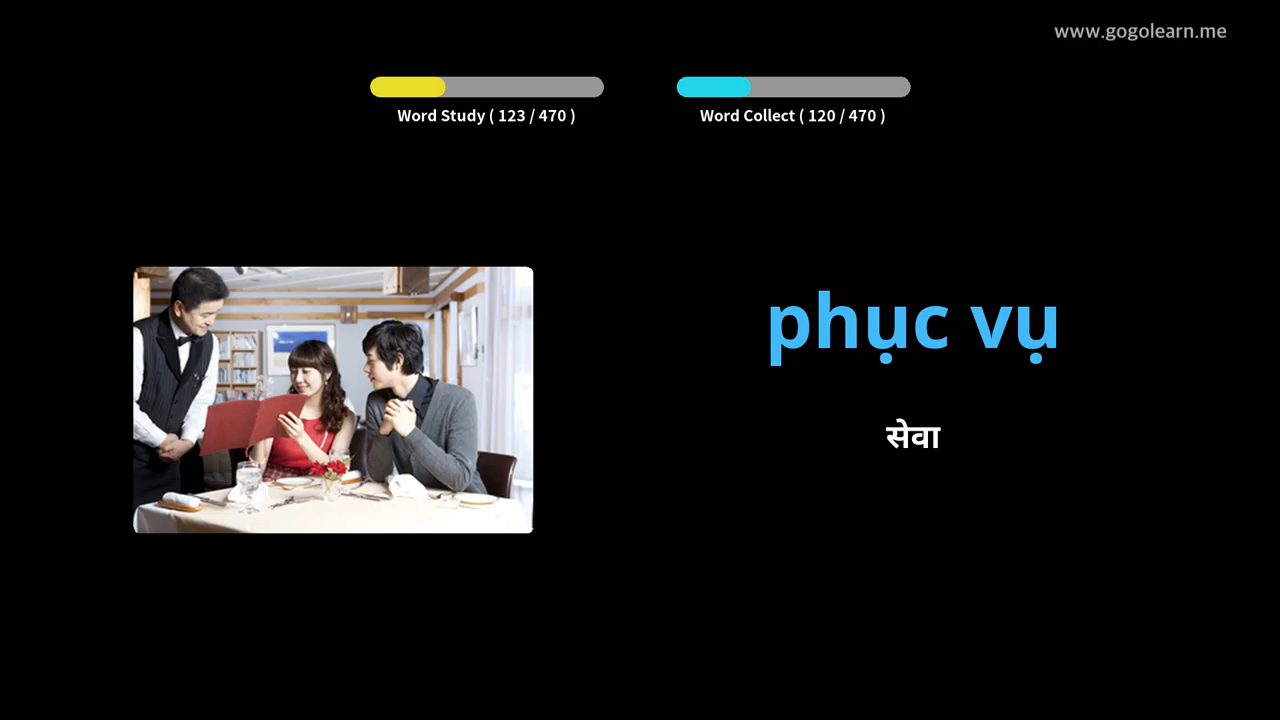 www.gogolearn.me
Word Study ( 123 / 470 )
Word Collect ( 120 / 470 )
phục vụ
सेवा